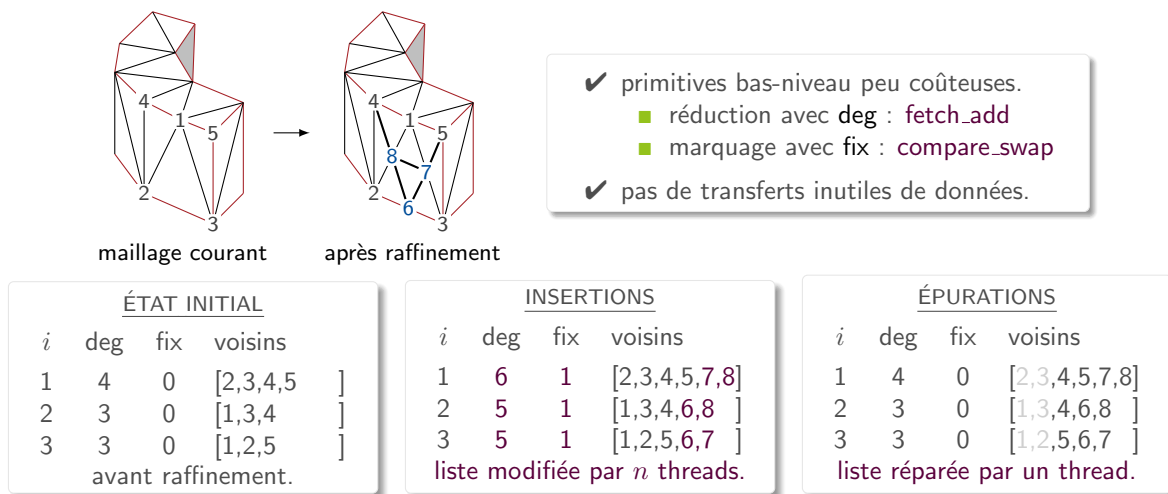 4
1
5
2
3
maillage courant
4
1
5
8
7
2
6
3
après raffinement
✔ primitives bas-niveau peu coûteuses.
■ réduction avec deg : fetch_add
■ marquage avec fix : compare_swap
✔ pas de transferts inutiles de données.
ÉTAT INITIAL
i deg fix voisins
1 4 0 [2,3,4,5 ]
2 3 0 [1,3,4 ]
3 3 0 [1,2,5 ]
avant raffinement.
INSERTIONS
i deg fix voisins
1 6 1 [2,3,4,5,7,8]
2 5 1 [1,3,4,6,8 ]
3 5 1 [1,2,5,6,7 ]
liste modifiée par n threads.
ÉPURATIONS
i deg fix voisins
1 4 0 [2,3,4,5,7,8]
2 3 0 [1,3,4,6,8 ]
3 3 0 [1,2,5,6,7 ]
liste réparée par un thread.